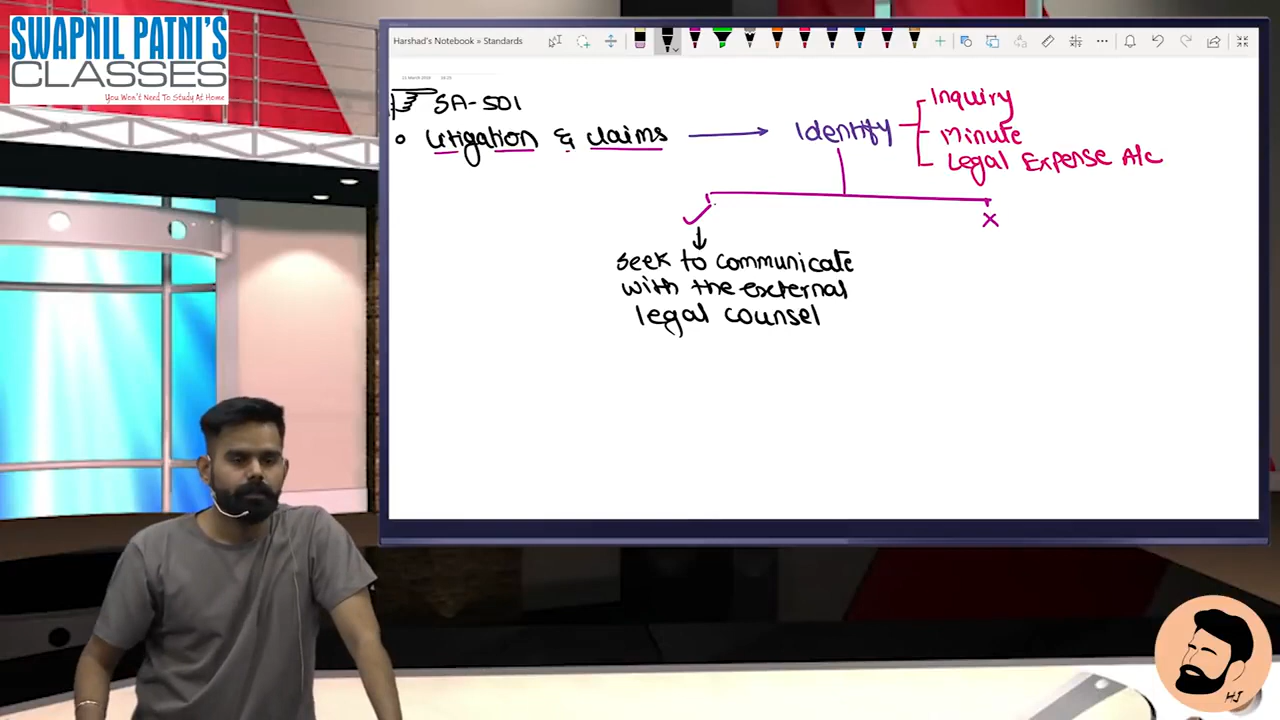 SWAPNIL PATNI'S
CLASSES
You Won't Need To Study At Home
Harshad's Notebook » Standards
SA-501
Litigation & claims
Identify
Inquiry
Minute
Legal Expense A/c
seek to communicate
with the external
legal counsel
HJ